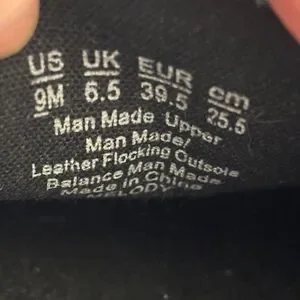 US UK EUR cm
9M 6.5 39.5 25.5
Man Made Upper
Man Made/
Leather Flocking Outsole
Balance Man Made
Made in China
MELODY